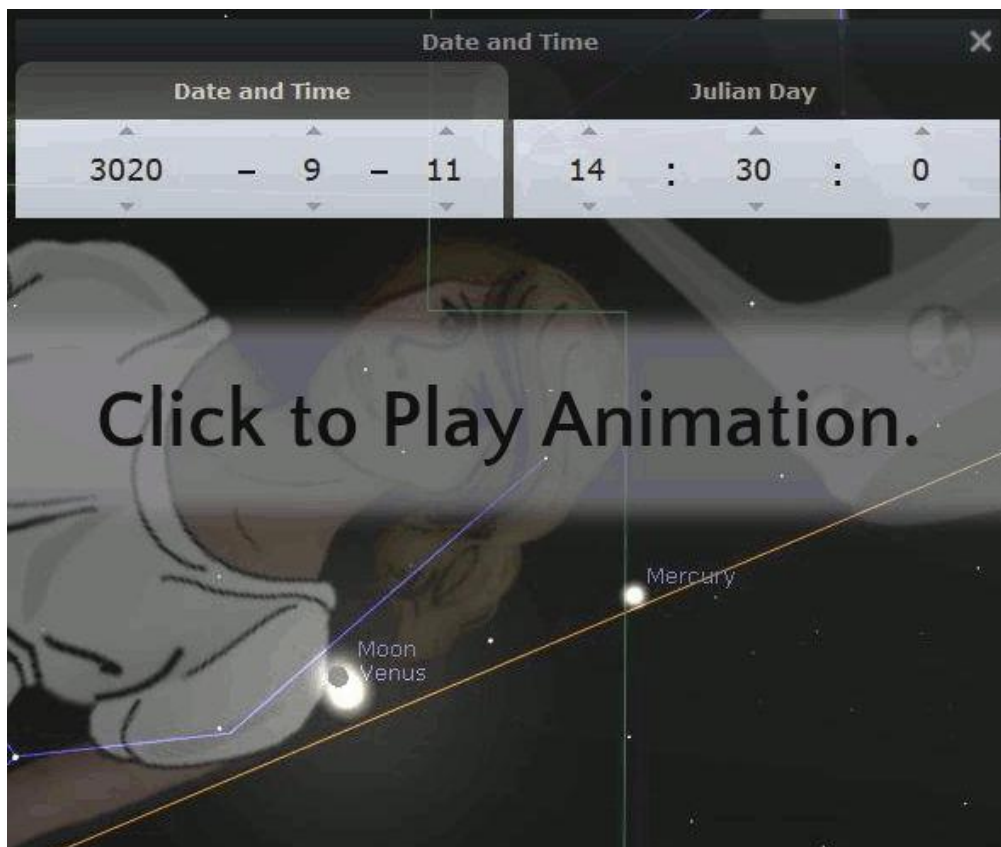 Date and Time
Date and Time Julian Day
3020 – 9 – 11 14 : 30 : 0
Click to Play Animation.
Mercury
Moon
Venus